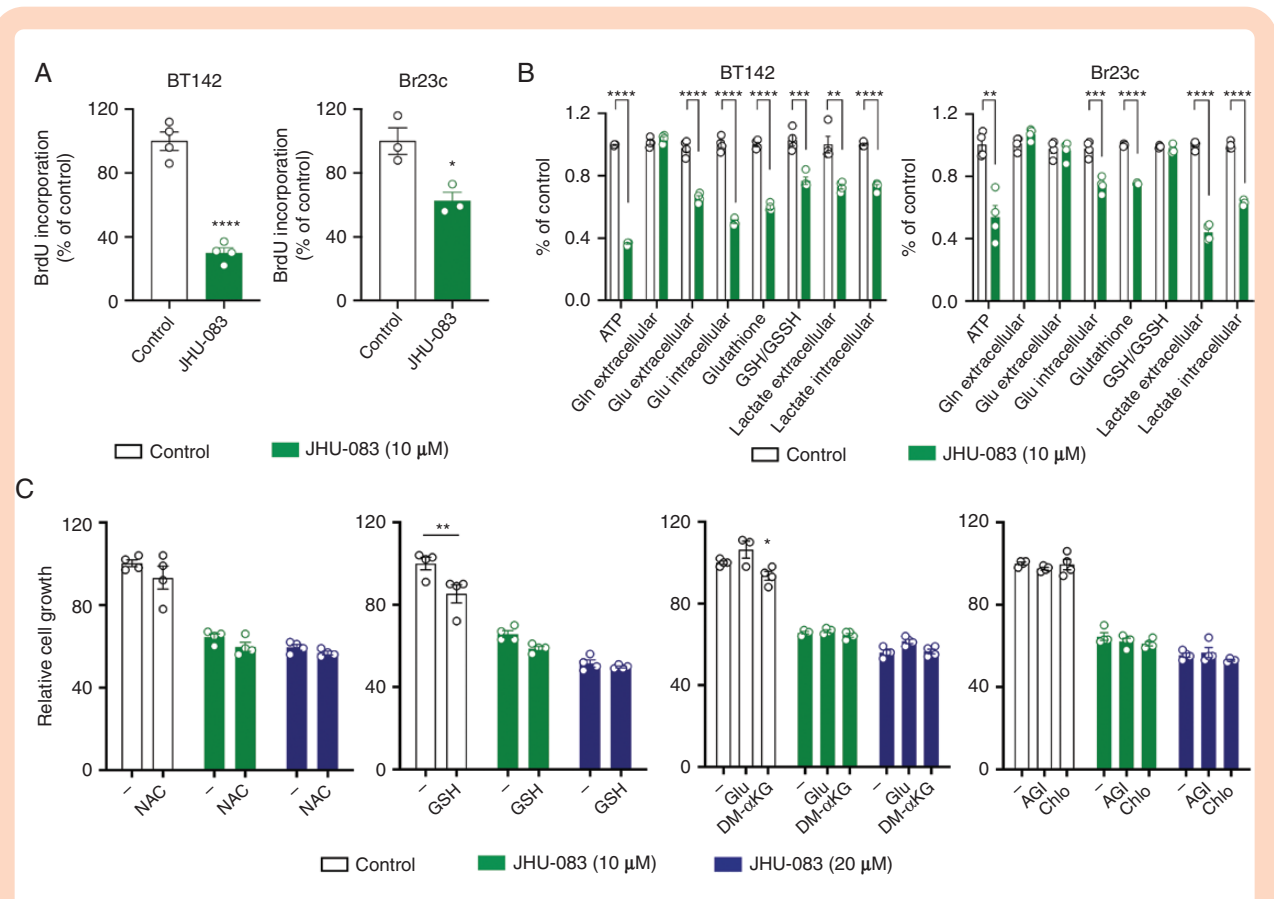 A
BT142
Br23c
BrdU incorporation
(% of control)
120
80
40
0
****
Control
JHU-083
BrdU incorporation
(% of control)
120
80
40
0
*
Control
JHU-083
Control
JHU-083 (10 μM)
B
BT142
Br23c
% of control
1.2
0.8
0.4
0.0
**** **** **** **** *** ** ****
ATP
Gln extracellular
Glu extracellular
Glu intracellular
Glutathione
GSH/GSSH
Lactate extracellular
Lactate intracellular
% of control
1.2
0.8
0.4
0.0
** *** **** **** ****
ATP
Gln extracellular
Glu extracellular
Glu intracellular
Glutathione
GSH/GSSH
Lactate extracellular
Lactate intracellular
Control
JHU-083 (10 μM)
C
Relative cell growth
120
80
40
0
– NAC – NAC – NAC
120
80
40
0
**
– GSH – GSH – GSH
120
80
40
0
*
– Glu DM-αKG – Glu DM-αKG – Glu DM-αKG
120
80
40
0
– AGI Chlo – AGI Chlo – AGI Chlo
Control
JHU-083 (10 μM)
JHU-083 (20 μM)